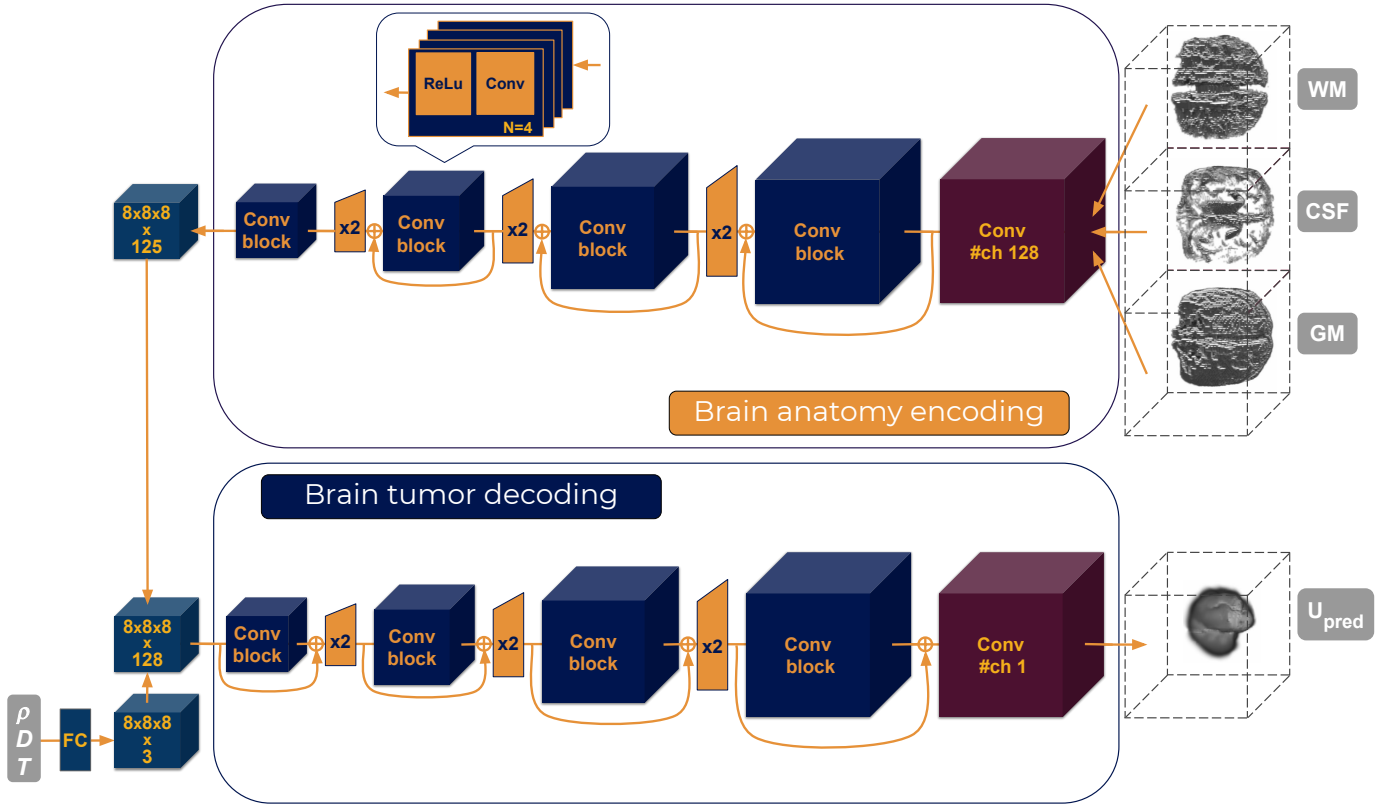 ReLu
Conv
N=4
WM
CSF
GM
8x8x8
x
125
Conv
block
x2
Conv
block
x2
Conv
block
x2
Conv
block
Conv
#ch 128
Brain anatomy encoding
Brain tumor decoding
8x8x8
x
128
Conv
block
x2
Conv
block
x2
Conv
block
x2
Conv
block
Conv
#ch 1
U_pred
ρ
D
T
FC
8x8x8
x
3